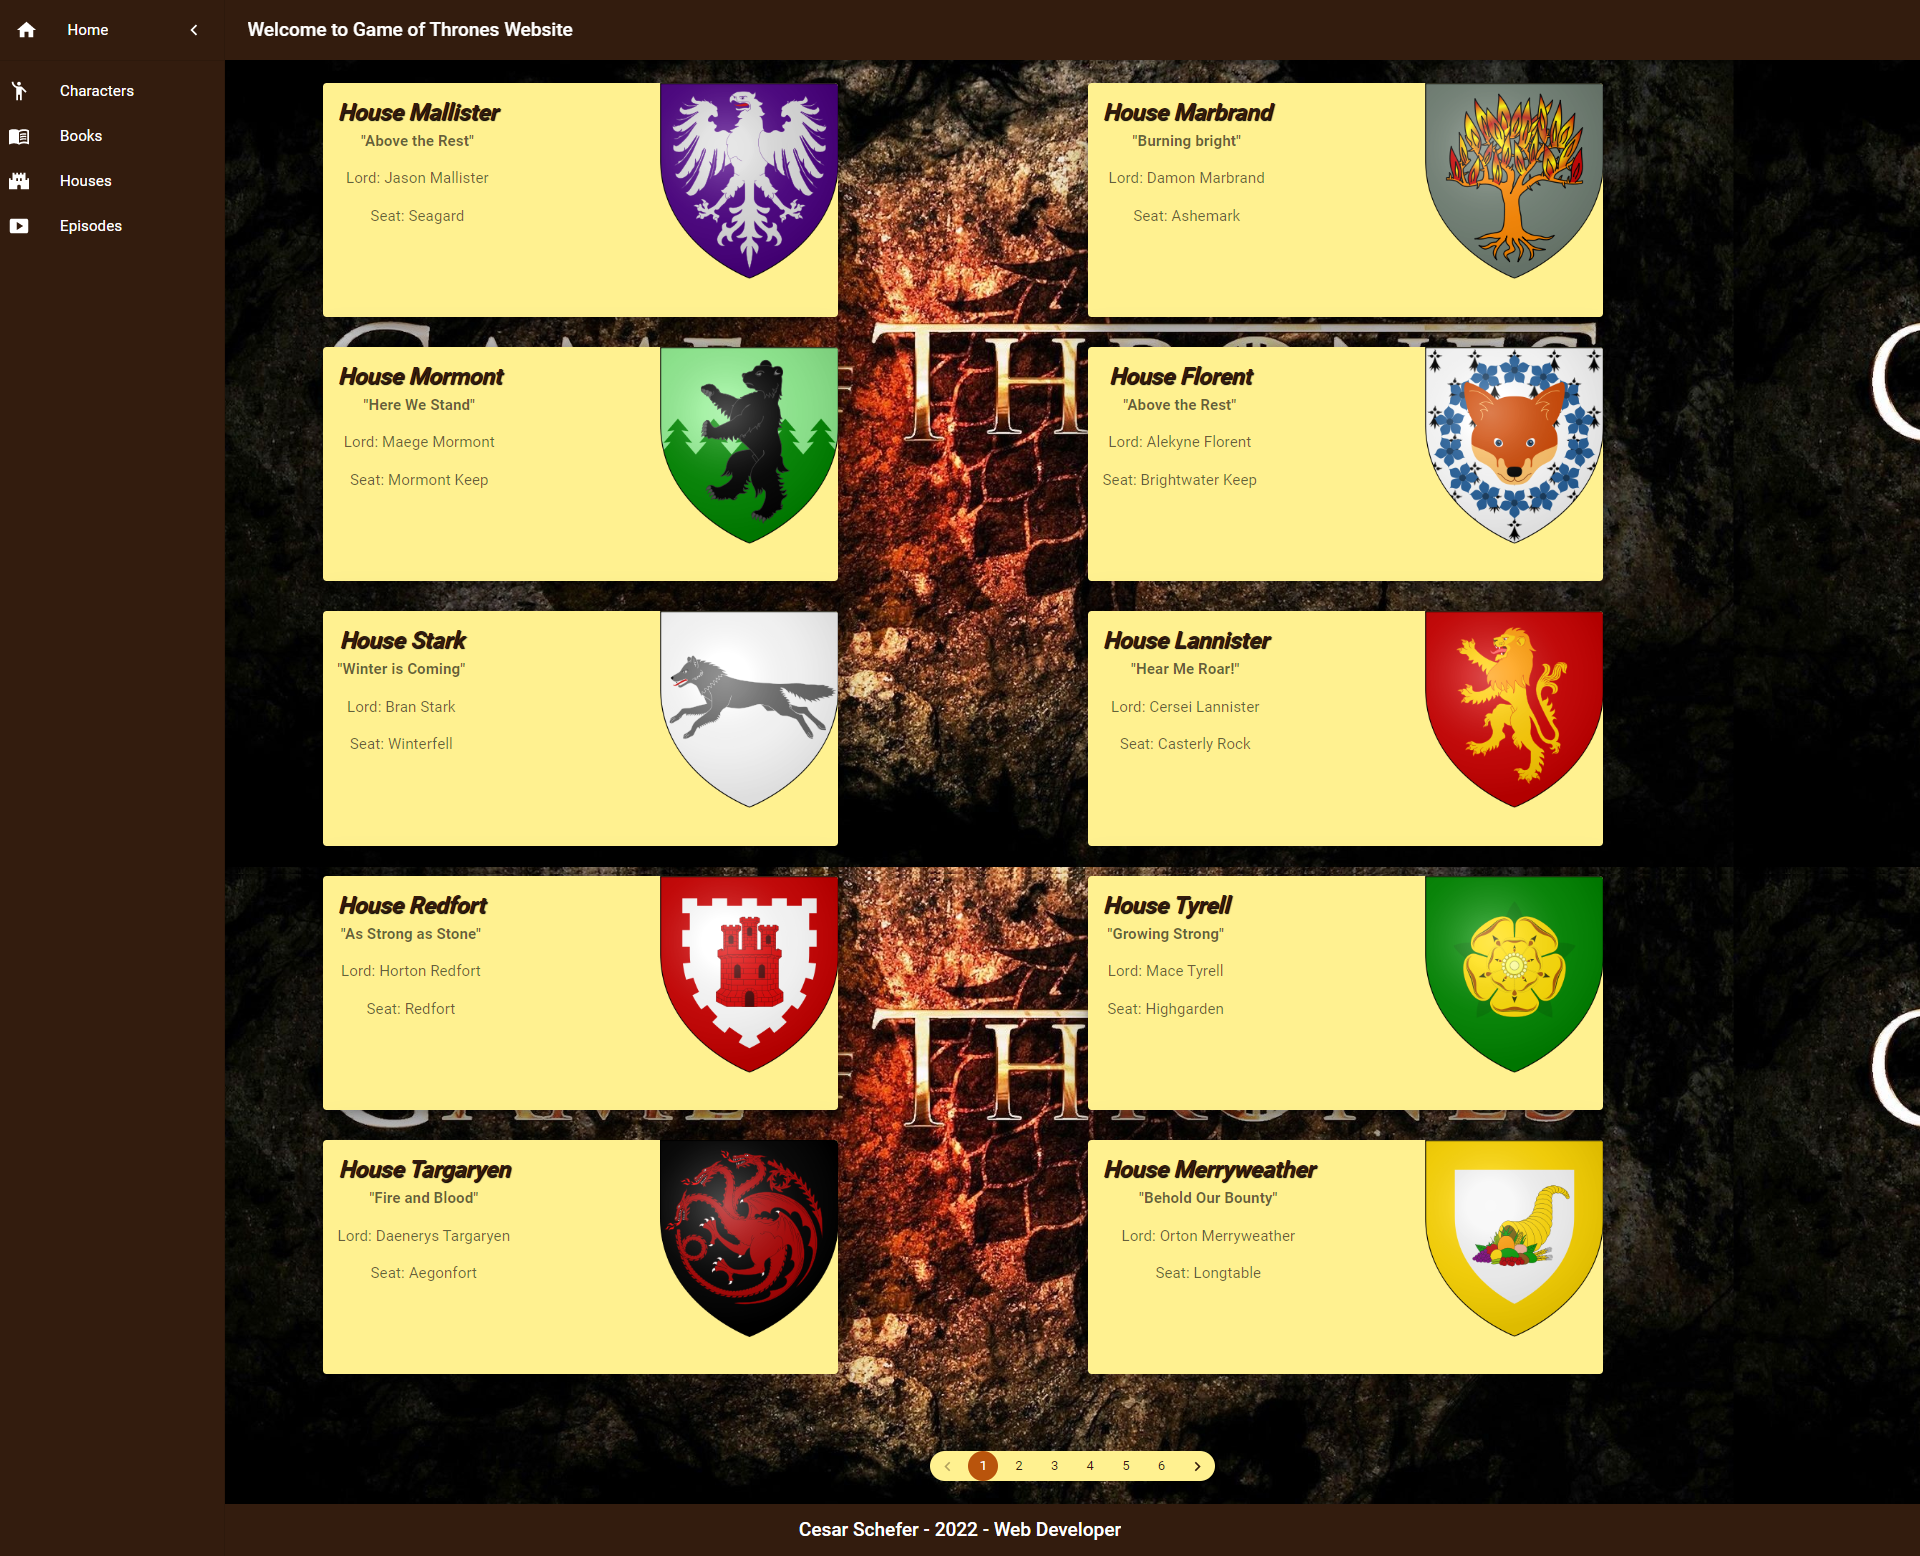 Home
Welcome to Game of Thrones Website
Characters
Books
Houses
Episodes
House Mallister
"Above the Rest"
Lord: Jason Mallister
Seat: Seagard
House Marbrand
"Burning bright"
Lord: Damon Marbrand
Seat: Ashemark
House Mormont
"Here We Stand"
Lord: Maege Mormont
Seat: Mormont Keep
House Florent
"Above the Rest"
Lord: Alekyne Florent
Seat: Brightwater Keep
House Stark
"Winter is Coming"
Lord: Bran Stark
Seat: Winterfell
House Lannister
"Hear Me Roar!"
Lord: Cersei Lannister
Seat: Casterly Rock
House Redfort
"As Strong as Stone"
Lord: Horton Redfort
Seat: Redfort
House Tyrell
"Growing Strong"
Lord: Mace Tyrell
Seat: Highgarden
House Targaryen
"Fire and Blood"
Lord: Daenerys Targaryen
Seat: Aegonfort
House Merryweather
"Behold Our Bounty"
Lord: Orton Merryweather
Seat: Longtable
1 2 3 4 5 6
Cesar Schefer - 2022 - Web Developer